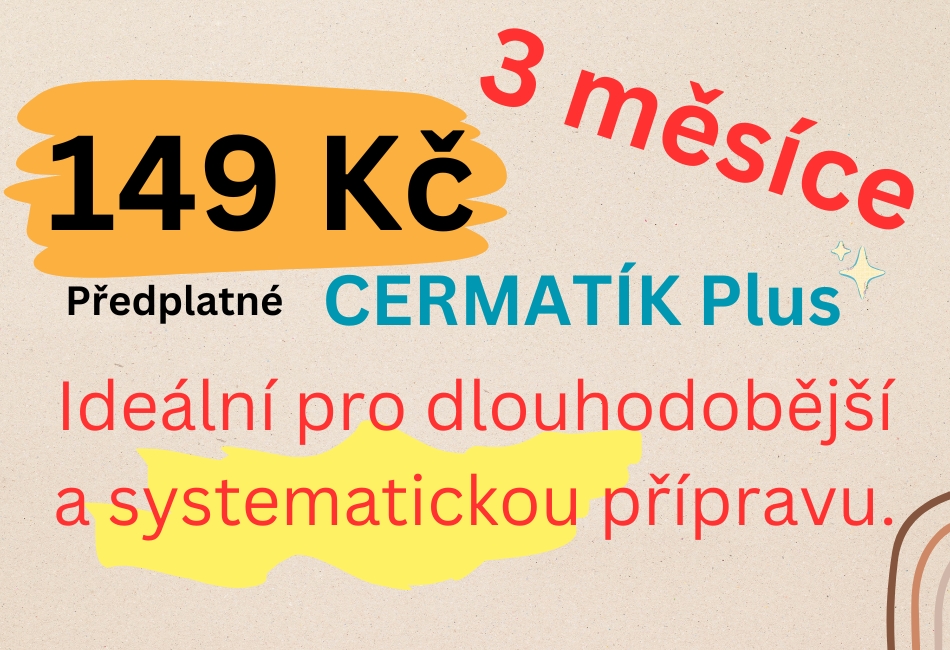 3 měsíce
149 Kč
Předplatné CERMATÍK Plus
Ideální pro dlouhodobější
a systematickou přípravu.